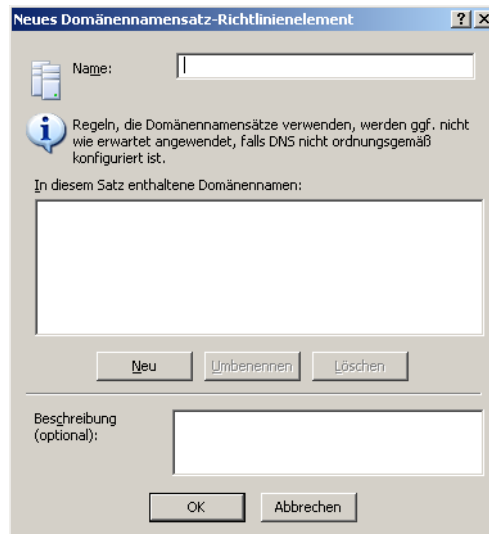 Neues Domänennamensatz-Richtlinienelement
Name:
Regeln, die Domänennamensätze verwenden, werden ggf. nicht
wie erwartet angewendet, falls DNS nicht ordnungsgemäß
konfiguriert ist.
In diesem Satz enthaltene Domänennamen:
Neu
Umbenennen
Löschen
Beschreibung
(optional):
OK
Abbrechen